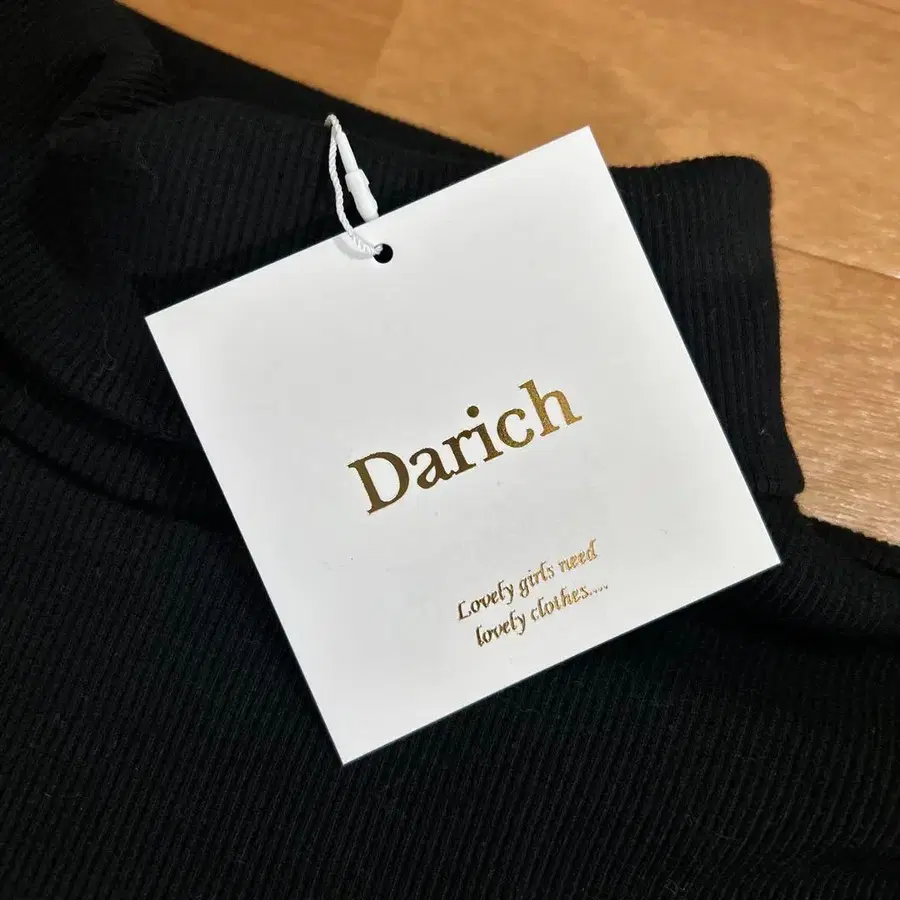 Darich
Lovely girls need
lovely clothes....